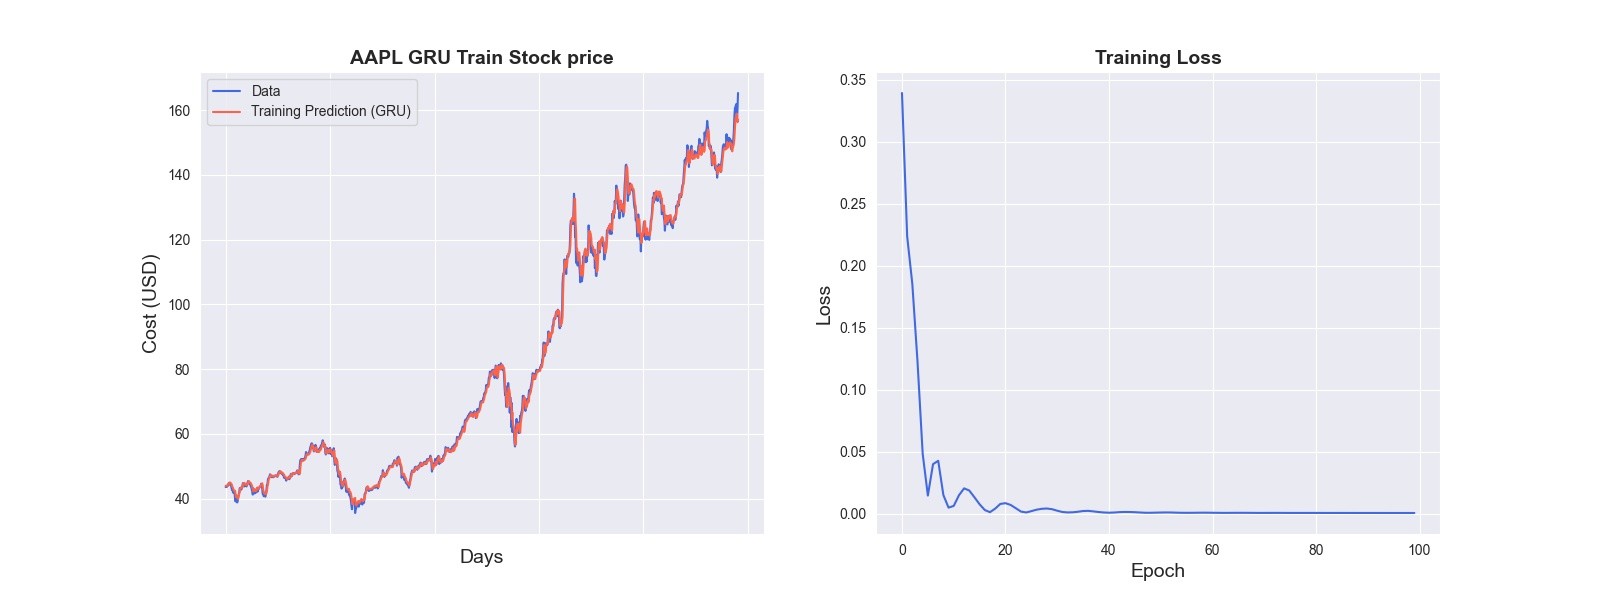 AAPL GRU Train Stock price
Data
Training Prediction (GRU)
160
140
120
100
80
60
40
Cost (USD)
Days
Training Loss
0.35
0.30
0.25
0.20
0.15
0.10
0.05
0.00
Loss
0 20 40 60 80 100
Epoch